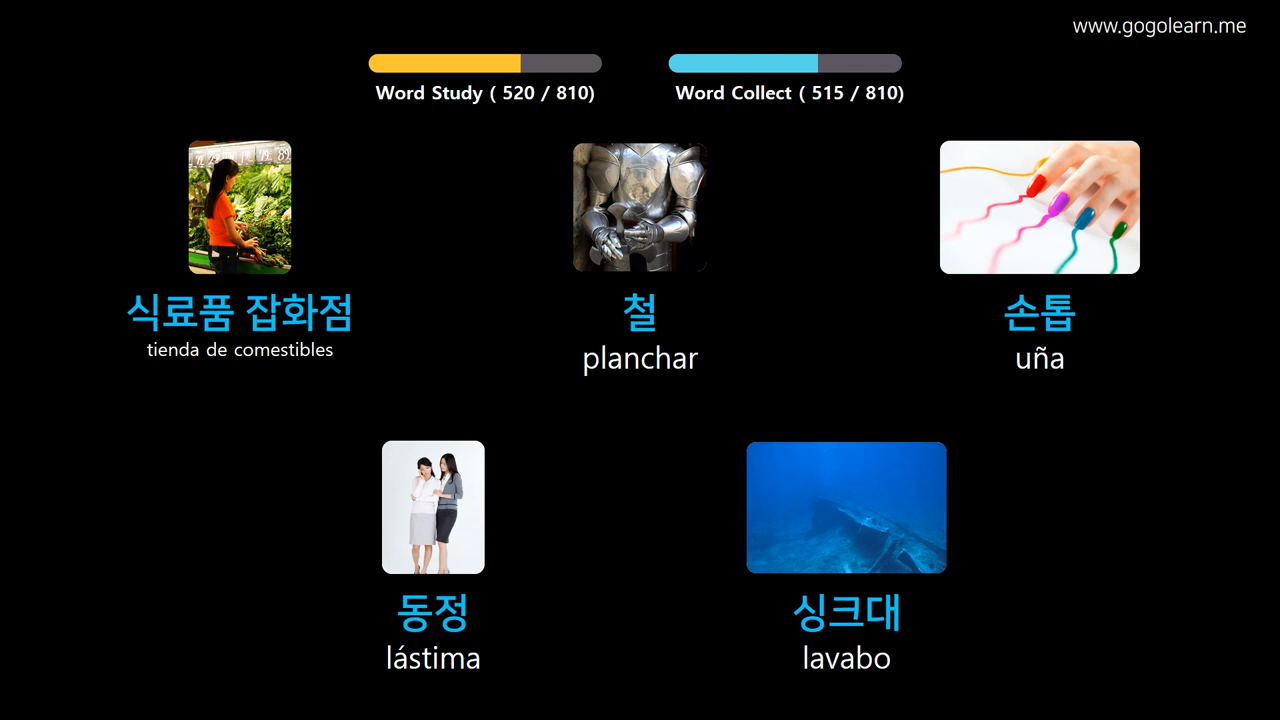 www.gogolearn.me
Word Study ( 520 / 810)
Word Collect ( 515 / 810)
식료품 잡화점
tienda de comestibles
철
planchar
손톱
uña
동정
lástima
싱크대
lavabo